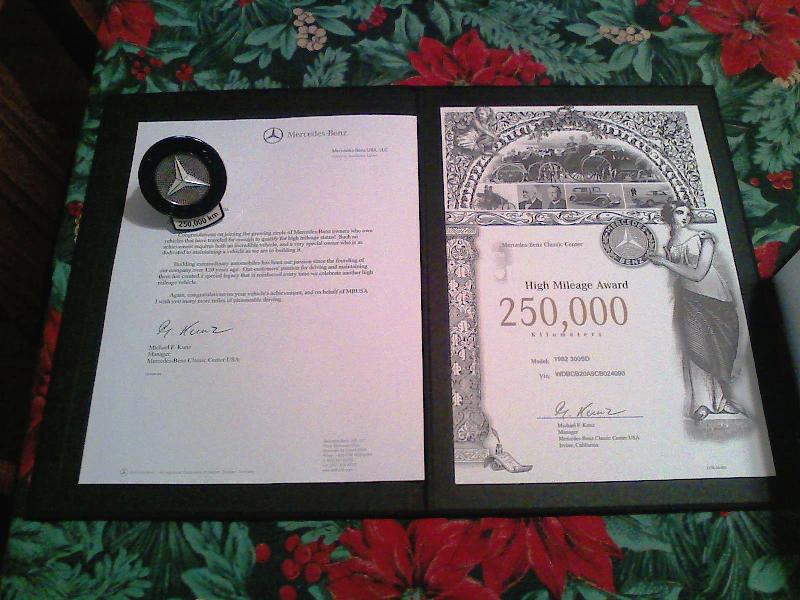 Mercedes-Benz
Mercedes-Benz USA, LLC
250,000 km
Congratulations on joining the growing circle of Mercedes-Benz owners who own
vehicles that have traveled far enough to qualify for high mileage status! Such an
achievement requires both an incredible vehicle, and a very special owner who is as
dedicated to maintaining a vehicle as we are to building it.
Building extraordinary automobiles has been our passion since the founding of
our company over 120 years ago. Our customers' passion for driving and maintaining
them has created a special legacy that is reinforced every time we celebrate another high
mileage vehicle.
Again, congratulations on your vehicle's achievement, and on behalf of MBUSA
I wish you many more miles of pleasurable driving.
Michael F. Kunz
Manager
Mercedes-Benz Classic Center USA
Mercedes-Benz Classic Center
MERCEDES
BENZ
High Mileage Award
250,000
Kilometers
Model: 1982 300SD
Vin:
Michael F. Kunz
Manager
Mercedes-Benz Classic Center USA
Irvine, California